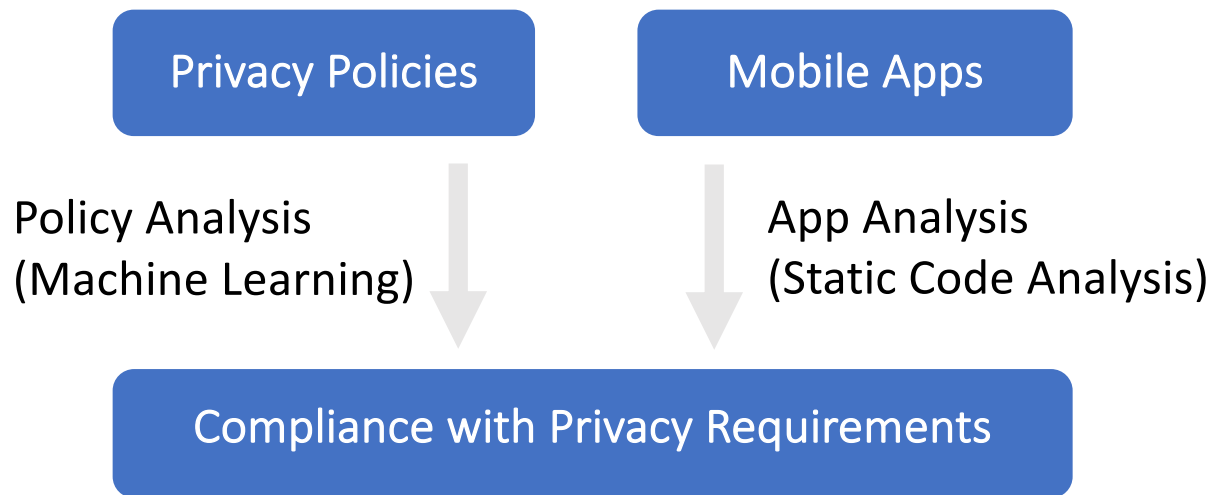 Privacy Policies
Mobile Apps
Policy Analysis
(Machine Learning)
App Analysis
(Static Code Analysis)
Compliance with Privacy Requirements